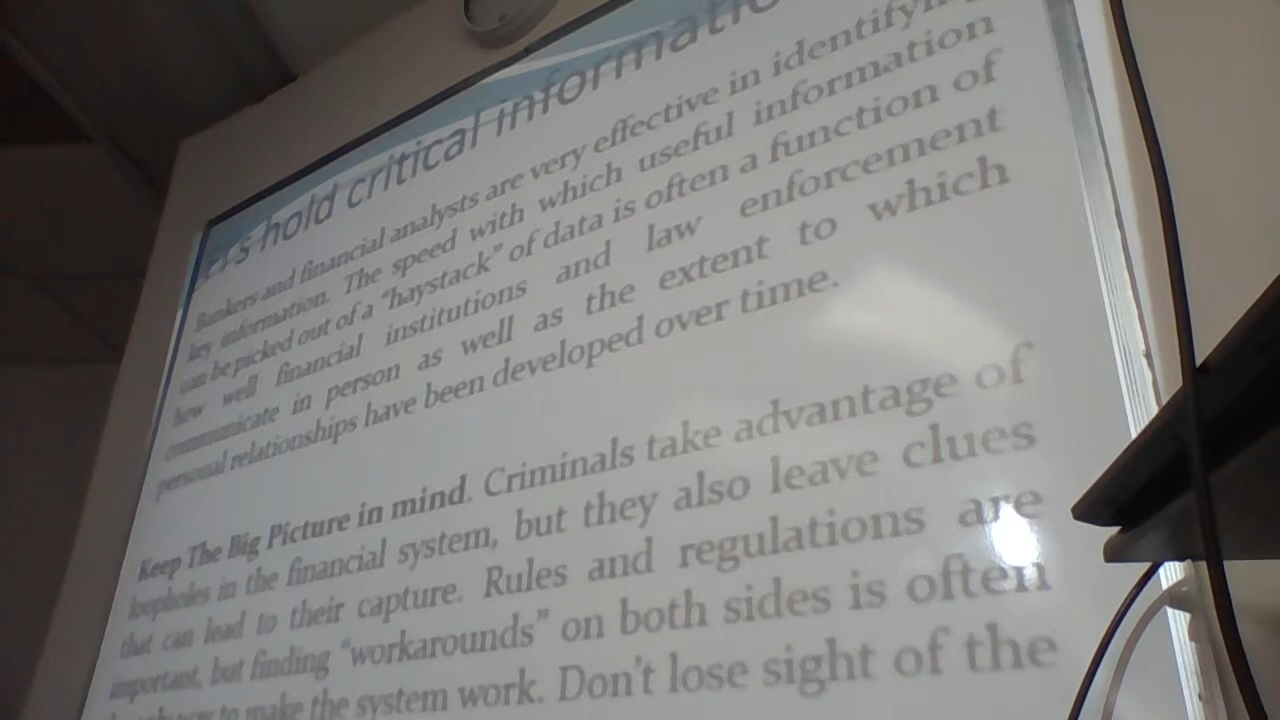 hold critical informatio
Bankers and financial analysts are very effective in identifying
key information. The speed with which useful information
can be picked out of a "haystack" of data is often a function of
how well financial institutions and law enforcement
communicate in person as well as the extent to which
personal relationships have been developed over time.
Keep The Big Picture in mind. Criminals take advantage of
loopholes in the financial system, but they also leave clues
that can lead to their capture. Rules and regulations are
important, but finding "workarounds" on both sides is often
to make the system work. Don't lose sight of the